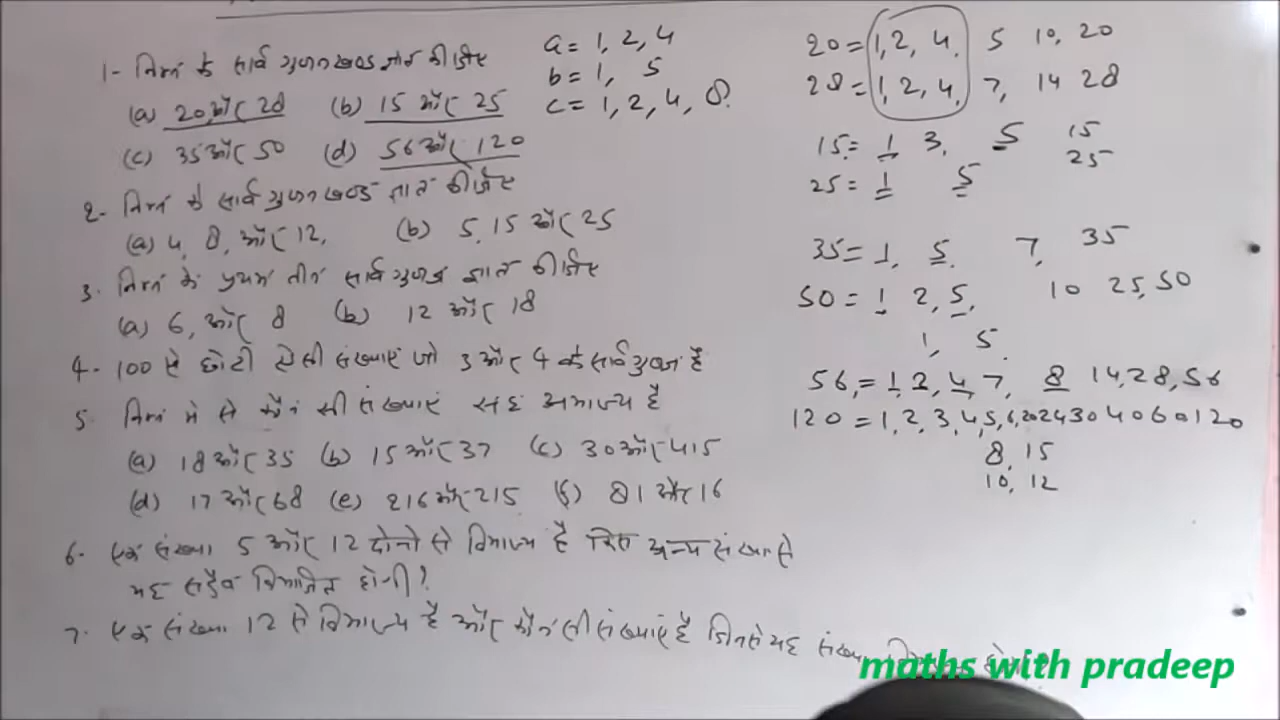 1- निम्न के सार्व गुणनखण्ड ज्ञात कीजिए
(a) 20 और 28 (b) 15 और 25
(c) 35 और 50 (d) 56 और 120
2- निम्न के सार्व गुणनखण्ड ज्ञात कीजिए
(a) 4, 8, और 12, (b) 5, 15 और 25
3. निम्न के प्रथम तीन सार्व गुणज ज्ञात कीजिए
(a) 6, और 8 (b) 12 और 18
4- 100 से छोटी ऐसी संख्याएं जो 3 और 4 के सार्व गुणज है
5. निम्न मे से कौन सी संख्याएं सह अभाज्य है
(a) 18 और 35 (b) 15 और 37 (c) 30 और 415
(d) 17 और 68 (e) 216 और 215 (f) 81 और 16
6- एक संख्या 5 और 12 दोनो से विभाज्य है किस अन्य संख्या से
यह सदैव विभाजित होगी?
7. एक संख्या 12 से विभाज्य है और कौन सी संख्याएं है जिनसे यह संख्या
a = 1, 2, 4
b = 1, 5
c = 1, 2, 4, 8.
20 = 1, 2, 4, 5 10, 20
28 = 1, 2, 4, 7, 14 28
15 = 1 3, 5 15
25 = 1 5 25
35 = 1, 5, 7, 35
50 = 1 2, 5, 10 25, 50
1, 5.
56, = 1, 2, 4, 7, 8 14, 28, 56
120 = 1, 2, 3, 4, 5, 6, 20 24 30 40 60 120
8, 15
10, 12
maths with pradeep